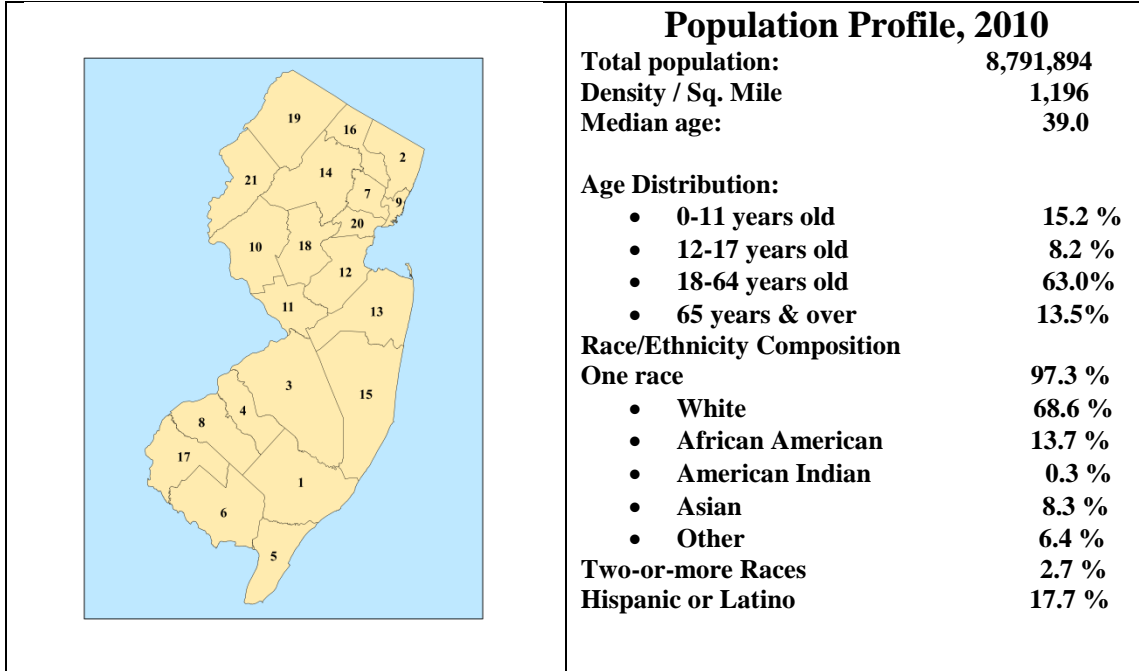 19
16
2
14
21
7
9
20
10
18
12
11
13
3
15
4
8
17
1
6
5
Population Profile, 2010
Total population: 8,791,894
Density / Sq. Mile 1,196
Median age: 39.0
Age Distribution:
• 0-11 years old 15.2 %
• 12-17 years old 8.2 %
• 18-64 years old 63.0%
• 65 years & over 13.5%
Race/Ethnicity Composition
One race 97.3 %
• White 68.6 %
• African American 13.7 %
• American Indian 0.3 %
• Asian 8.3 %
• Other 6.4 %
Two-or-more Races 2.7 %
Hispanic or Latino 17.7 %